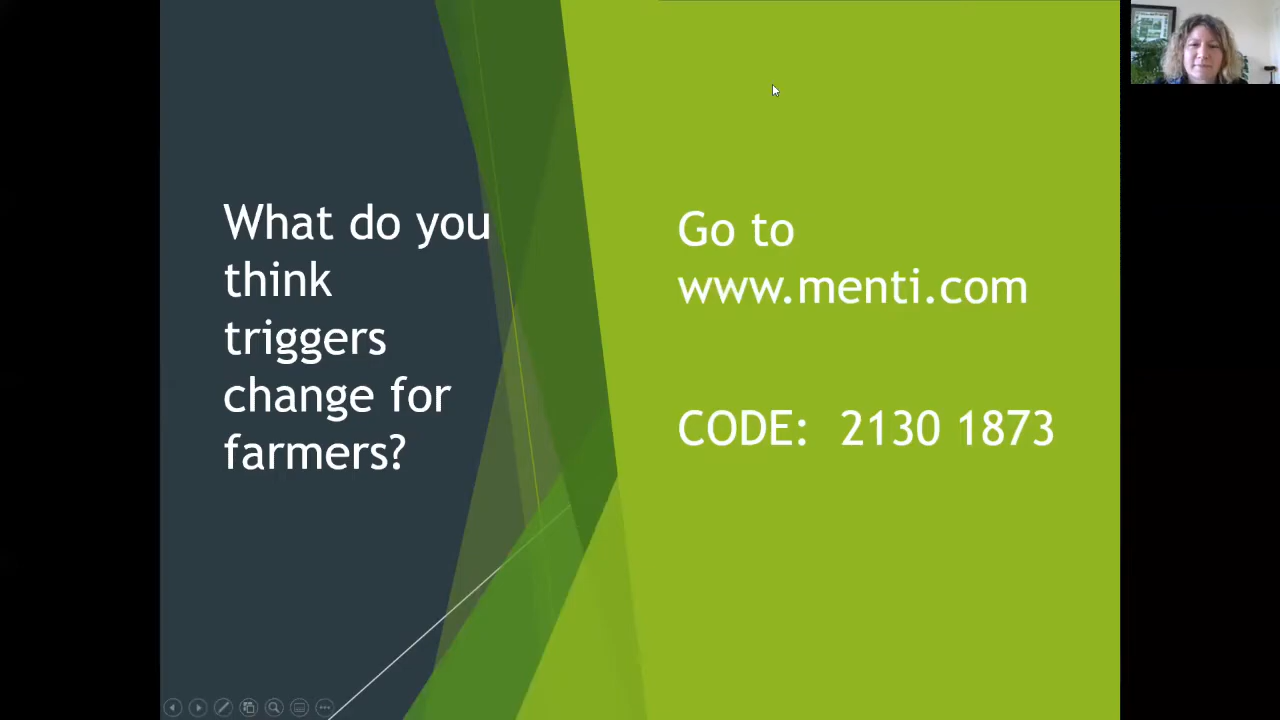 What do you
think
triggers
change for
farmers?
Go to
www.menti.com
CODE: 2130 1873